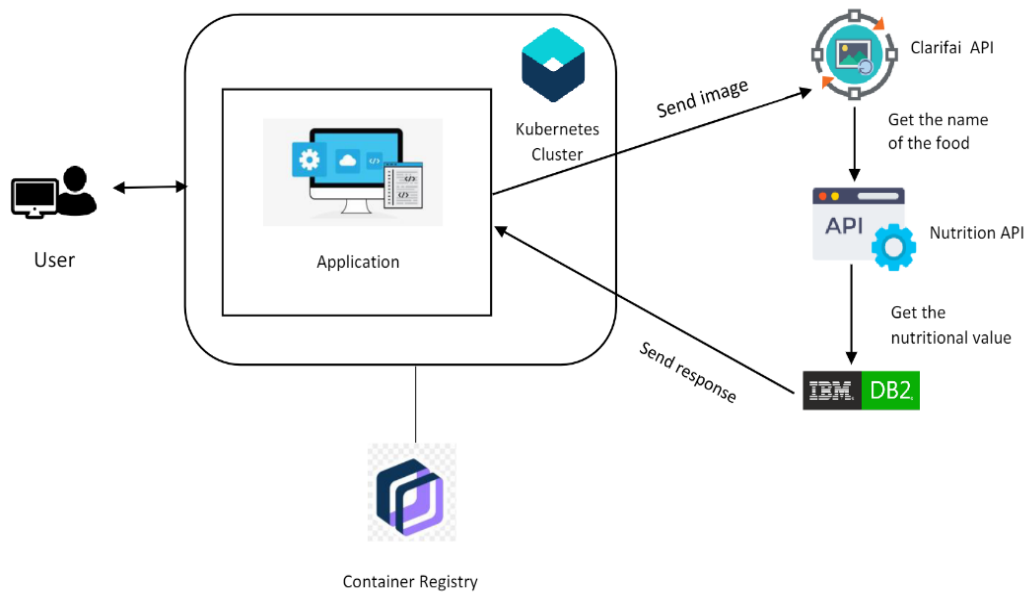 Clarifai API
Send image
Kubernetes
Cluster
Get the name
of the food
API
Nutrition API
User
Application
Get the
nutritional value
Send response
IBM DB2
Container Registry